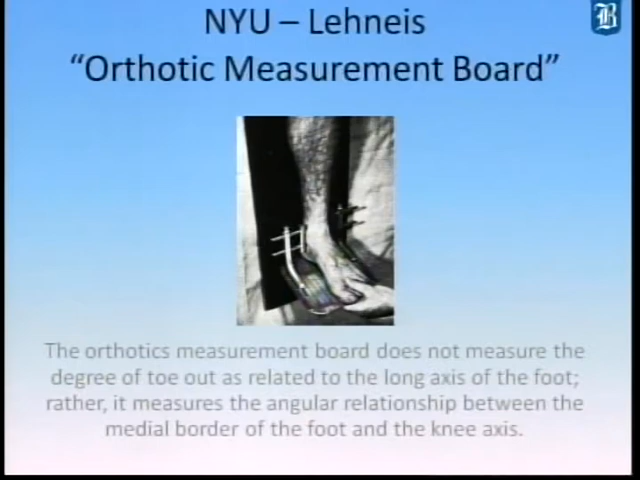 NYU – Lehneis
“Orthotic Measurement Board”
B
The orthotics measurement board does not measure the
degree of toe out as related to the long axis of the foot;
rather, it measures the angular relationship between the
medial border of the foot and the knee axis.